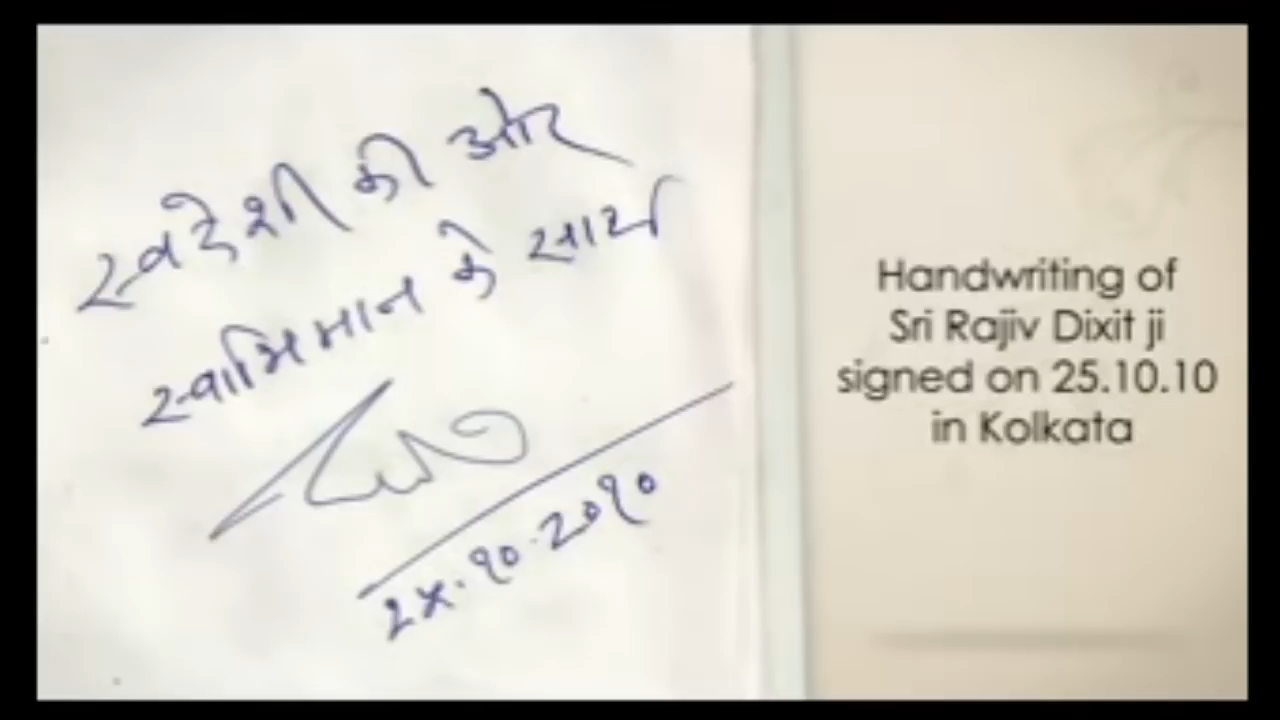 स्वदेशी की ओर
स्वाभिमान के साथ
२५.१०.२०१०
Handwriting of
Sri Rajiv Dixit ji
signed on 25.10.10
in Kolkata